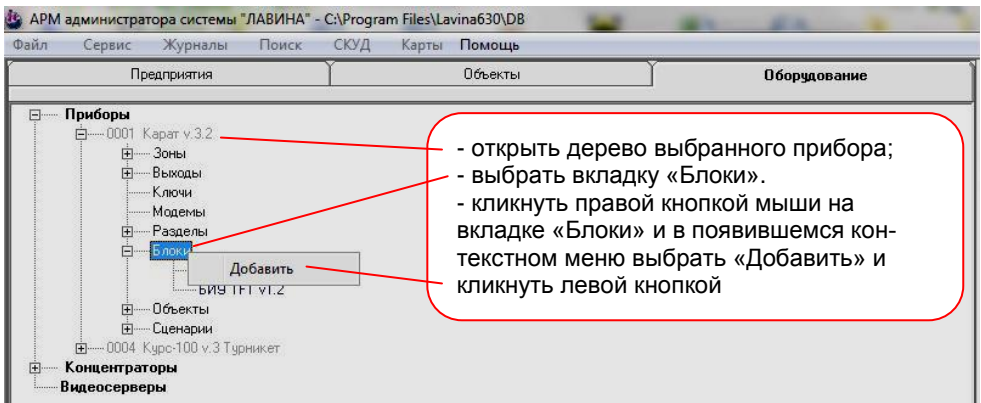 АРМ администратора системы "ЛАВИНА" - C:\Program Files\Lavina630\DB
Файл Сервис Журналы Поиск СКУД Карты Помощь
Предприятия Объекты Оборудование
Приборы
0001 Карат v.3.2
Зоны
Выходы
Ключи
Модемы
Разделы
Блоки
Добавить
БИУ TFT v1.2
Объекты
Сценарии
0004 Курс-100 v.3 Турникет
Концентраторы
Видеосерверы
- открыть дерево выбранного прибора;
- выбрать вкладку «Блоки».
- кликнуть правой кнопкой мыши на
вкладке «Блоки» и в появившемся кон-
текстном меню выбрать «Добавить» и
кликнуть левой кнопкой